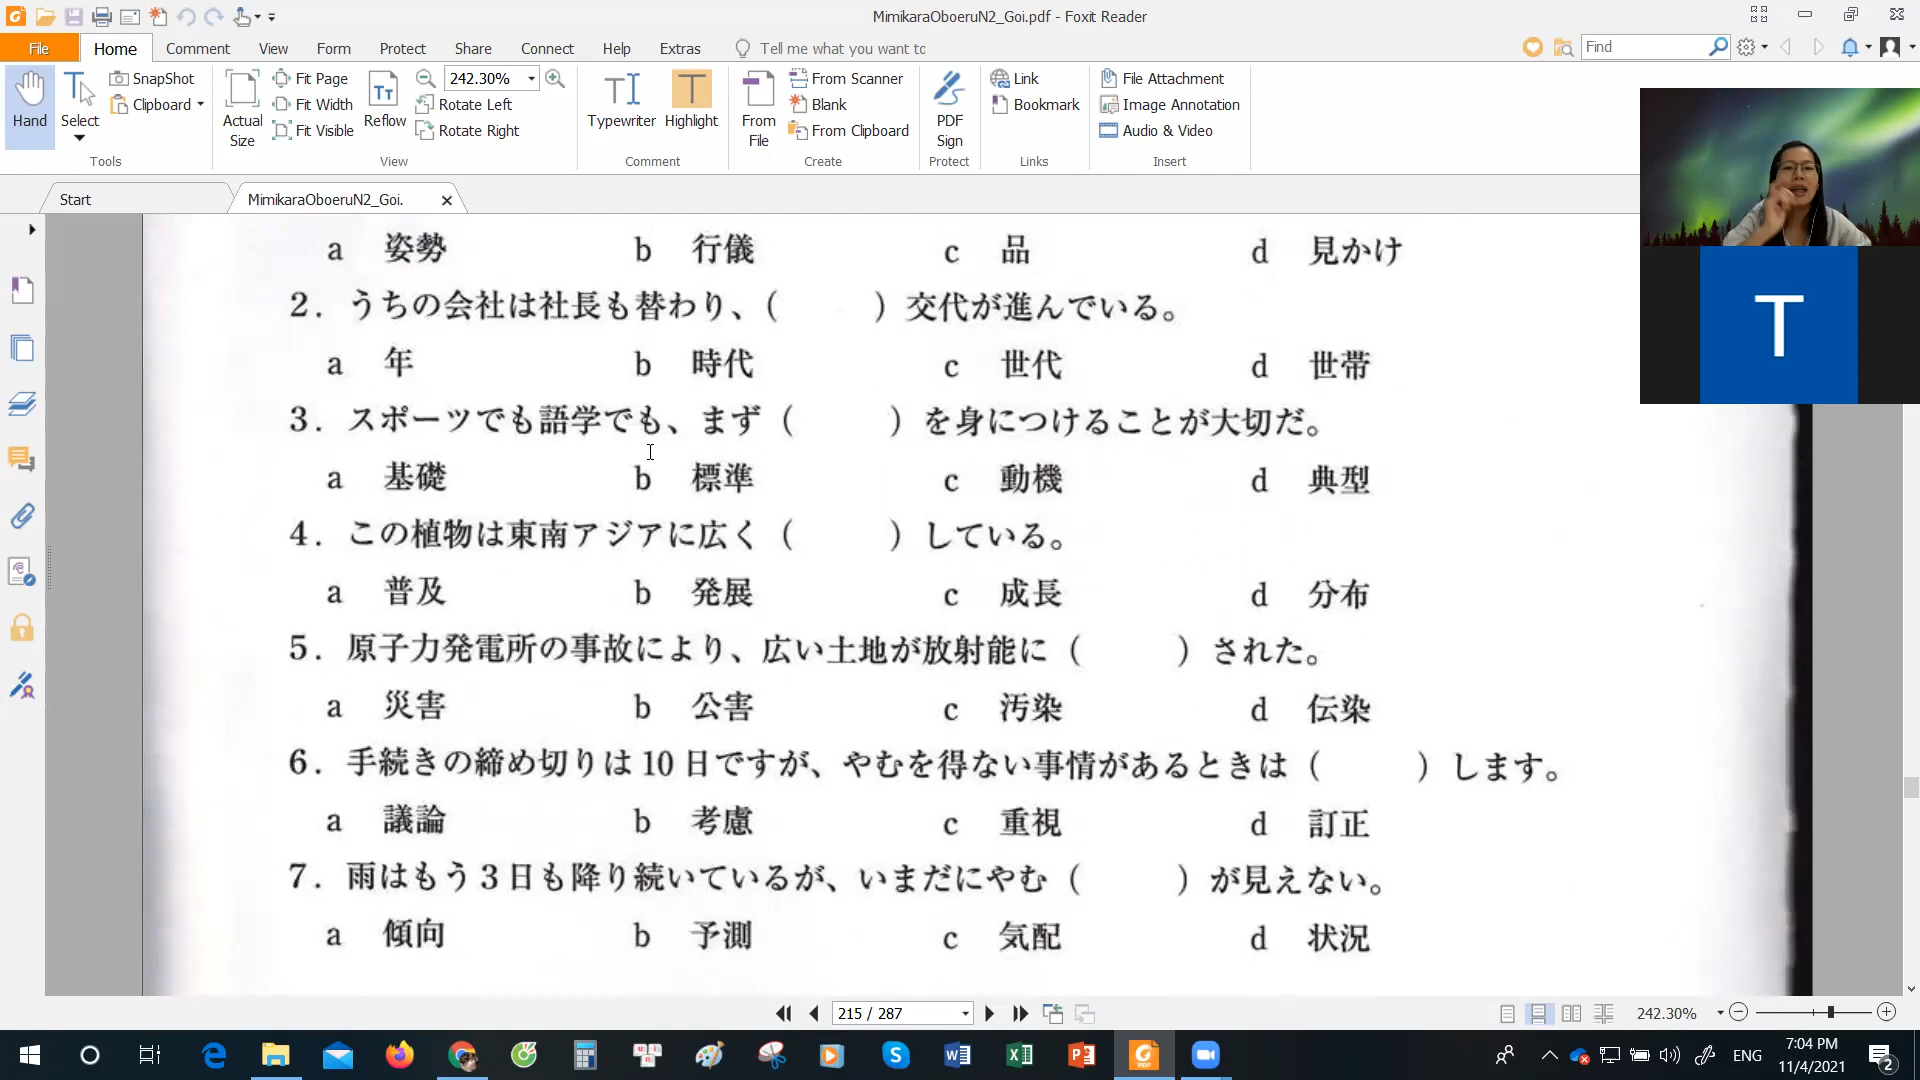 MimikaraOboeruN2_Goi.pdf - Foxit Reader
File Home Comment View Form Protect Share Connect Help Extras Tell me what you want to Find
Hand
Select
SnapShot
Clipboard
Tools
Actual Size
Fit Page
Fit Width
Fit Visible
Reflow
242.30%
Rotate Left
Rotate Right
View
Typewriter
Highlight
Comment
From File
From Scanner
Blank
From Clipboard
Create
PDF Sign
Protect
Link
Bookmark
Links
File Attachment
Image Annotation
Audio & Video
Insert
Start
MimikaraOboeruN2_Goi.
T
a 姿勢 b 行儀 c 品 d 見かけ
2. うちの会社は社長も替わり、( )交代が進んでいる。
a 年 b 時代 c 世代 d 世帯
3. スポーツでも語学でも、まず( )を身につけることが大切だ。
a 基礎 b 標準 c 動機 d 典型
4. この植物は東南アジアに広く( )している。
a 普及 b 発展 c 成長 d 分布
5. 原子力発電所の事故により、広い土地が放射能に( )された。
a 災害 b 公害 c 汚染 d 伝染
6. 手続きの締め切りは10日ですが、やむを得ない事情があるときは( )します。
a 議論 b 考慮 c 重視 d 訂正
7. 雨はもう3日も降り続いているが、いまだにやむ( )が見えない。
a 傾向 b 予測 c 気配 d 状況
215 / 287
242.30%
ENG
7:04 PM
11/4/2021
2